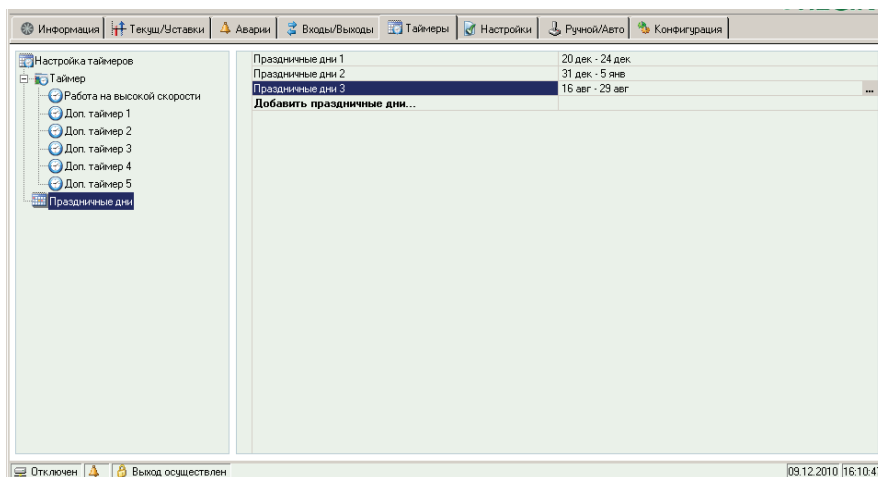 Информация Текущ/Уставки Аварии Входы/Выходы Таймеры Настройки Ручной/Авто Конфигурация
Настройка таймеров
Таймер
Работа на высокой скорости
Доп. таймер 1
Доп. таймер 2
Доп. таймер 3
Доп. таймер 4
Доп. таймер 5
Праздничные дни
Праздничные дни 1 20 дек - 24 дек
Праздничные дни 2 31 дек - 5 янв
Праздничные дни 3 16 авг - 29 авг ...
Добавить праздничные дни...
Отключен Выход осуществлен 09.12.2010 16:10:47